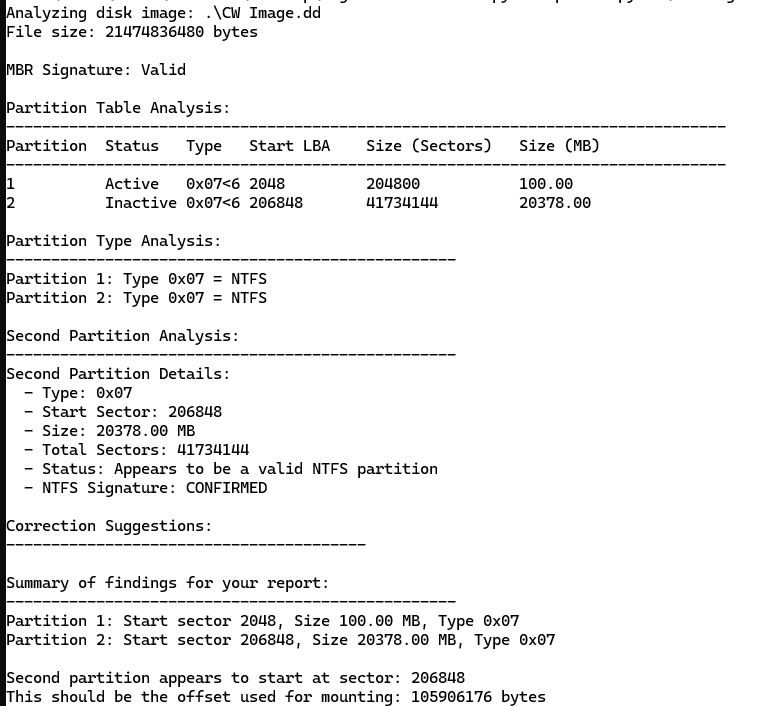 Analyzing disk image: .\CW Image.dd
File size: 21474836480 bytes
MBR Signature: Valid
Partition Table Analysis:
--------------------------------------------------------------------------------
Partition  Status   Type   Start LBA    Size (Sectors)   Size (MB)
--------------------------------------------------------------------------------
1          Active   0x07<6 2048         204800           100.00
2          Inactive 0x07<6 206848       41734144         20378.00
Partition Type Analysis:
--------------------------------------------------
Partition 1: Type 0x07 = NTFS
Partition 2: Type 0x07 = NTFS
Second Partition Analysis:
--------------------------------------------------
Second Partition Details:
  - Type: 0x07
  - Start Sector: 206848
  - Size: 20378.00 MB
  - Total Sectors: 41734144
  - Status: Appears to be a valid NTFS partition
  - NTFS Signature: CONFIRMED
Correction Suggestions:
----------------------------------------
Summary of findings for your report:
--------------------------------------------------
Partition 1: Start sector 2048, Size 100.00 MB, Type 0x07
Partition 2: Start sector 206848, Size 20378.00 MB, Type 0x07
Second partition appears to start at sector: 206848
This should be the offset used for mounting: 105906176 bytes